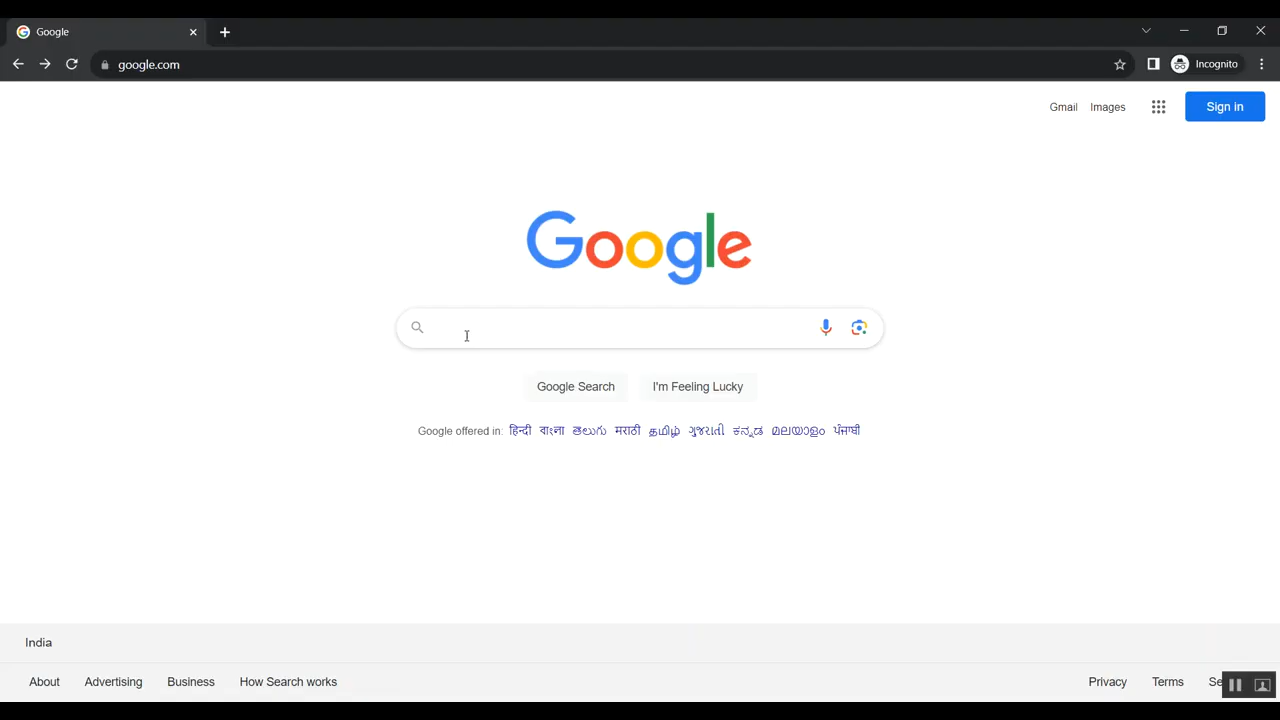 Google
google.com
Incognito
Gmail Images Sign in
Google
Google Search I'm Feeling Lucky
Google offered in: हिन्दी বাংলা తెలుగు मराठी தமிழ் ગુજરાતી ಕನ್ನಡ മലയാളം ਪੰਜਾਬੀ
India
About Advertising Business How Search works Privacy Terms